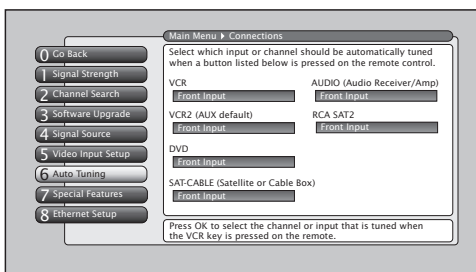 Main Menu ▸ Connections
0 Go Back
1 Signal Strength
2 Channel Search
3 Software Upgrade
4 Signal Source
5 Video Input Setup
6 Auto Tuning
7 Special Features
8 Ethernet Setup
Select which input or channel should be automatically tuned
when a button listed below is pressed on the remote control.
VCR
Front Input
AUDIO (Audio Receiver/Amp)
Front Input
VCR2 (AUX default)
Front Input
RCA SAT2
Front Input
DVD
Front Input
SAT-CABLE (Satellite or Cable Box)
Front Input
Press OK to select the channel or input that is tuned when
the VCR key is pressed on the remote.